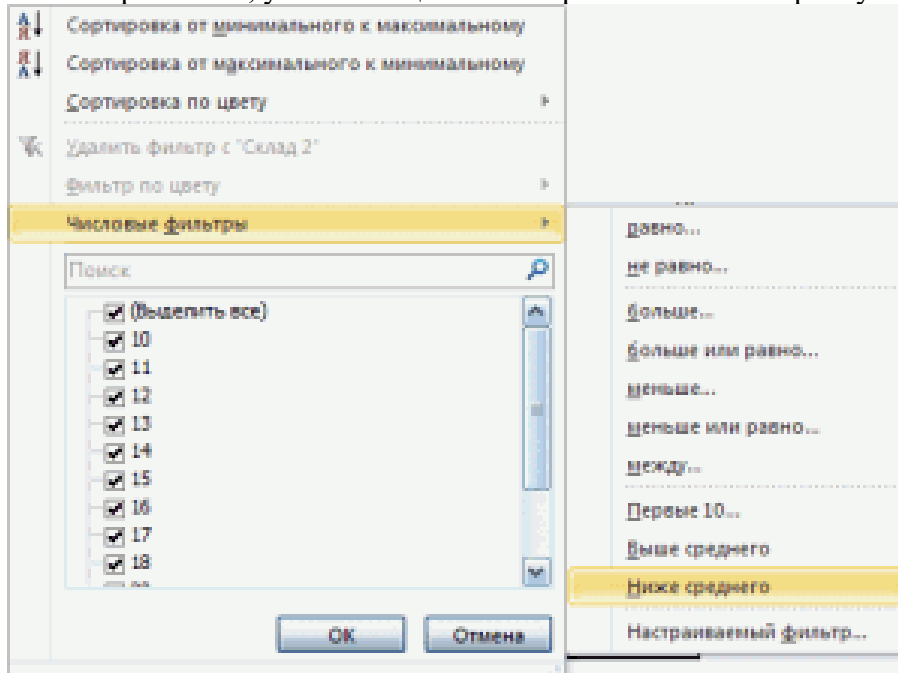 Сортировка от минимального к максимальному
Сортировка от максимального к минимальному
Сортировка по цвету
Удалить фильтр с "Склад 2"
Фильтр по цвету
Числовые фильтры
Поиск
(Выделить все)
10
11
12
13
14
15
16
17
18
ОК
Отмена
равно...
не равно...
больше...
больше или равно...
меньше...
меньше или равно...
между...
Первые 10...
Выше среднего
Ниже среднего
Настраиваемый фильтр...